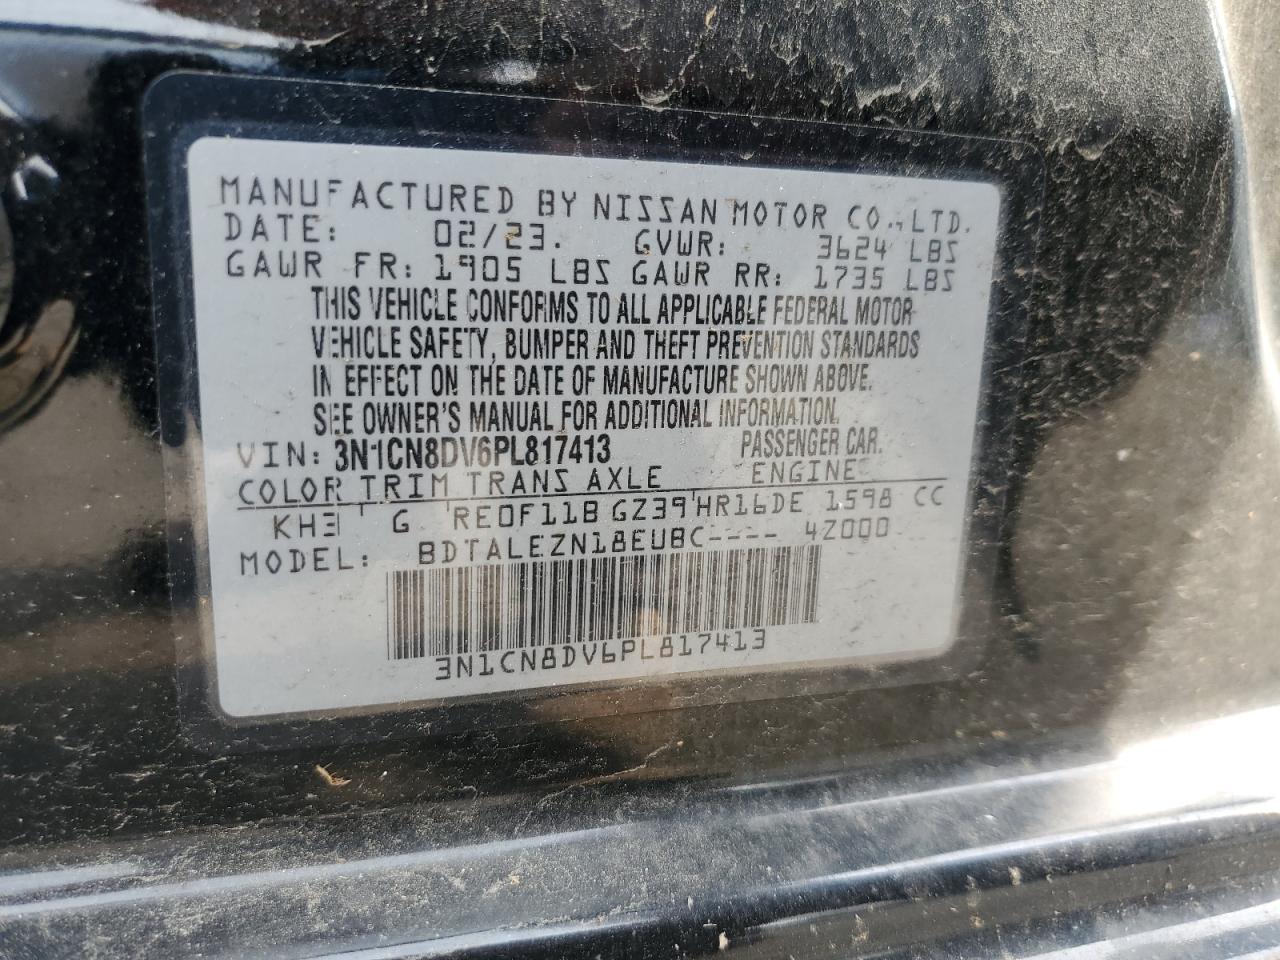 MANUFACTURED BY NISSAN MOTOR CO., LTD.
DATE: 02/23. GVWR: 3624 LBS
GAWR FR: 1905 LBS GAWR RR: 1735 LBS
THIS VEHICLE CONFORMS TO ALL APPLICABLE FEDERAL MOTOR
VEHICLE SAFETY, BUMPER AND THEFT PREVENTION STANDARDS
IN EFFECT ON THE DATE OF MANUFACTURE SHOWN ABOVE.
SEE OWNER'S MANUAL FOR ADDITIONAL INFORMATION.
VIN: 3N1CN8DV6PL817413 PASSENGER CAR.
COLOR TRIM TRANS AXLE ENGINE
KH3 G RE0F11B GZ39 HR16DE 1598 CC
MODEL: BDTALEZN18EUBC---- 4Z000
3N1CN8DV6PL817413